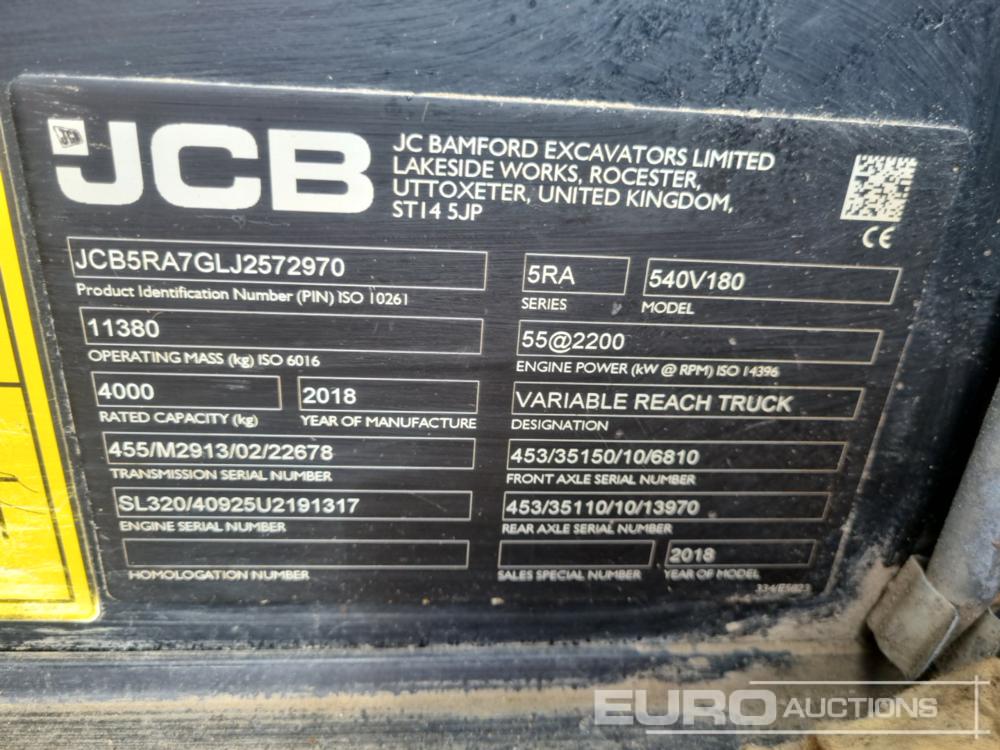 JCB
JC BAMFORD EXCAVATORS LIMITED
LAKESIDE WORKS, ROCESTER,
UTTOXETER, UNITED KINGDOM,
ST14 5JP
CE
JCB5RA7GLJ2572970
Product Identification Number (PIN) ISO 10261
5RA
SERIES
540V180
MODEL
11380
OPERATING MASS (kg) ISO 6016
55@2200
ENGINE POWER (kW @ RPM) ISO 14396
4000
RATED CAPACITY (kg)
2018
YEAR OF MANUFACTURE
VARIABLE REACH TRUCK
DESIGNATION
455/M2913/02/22678
TRANSMISSION SERIAL NUMBER
453/35150/10/6810
FRONT AXLE SERIAL NUMBER
SL320/40925U2191317
ENGINE SERIAL NUMBER
453/35110/10/13970
REAR AXLE SERIAL NUMBER
HOMOLOGATION NUMBER
SALES SPECIAL NUMBER
2018
YEAR OF MODEL
EURO AUCTIONS